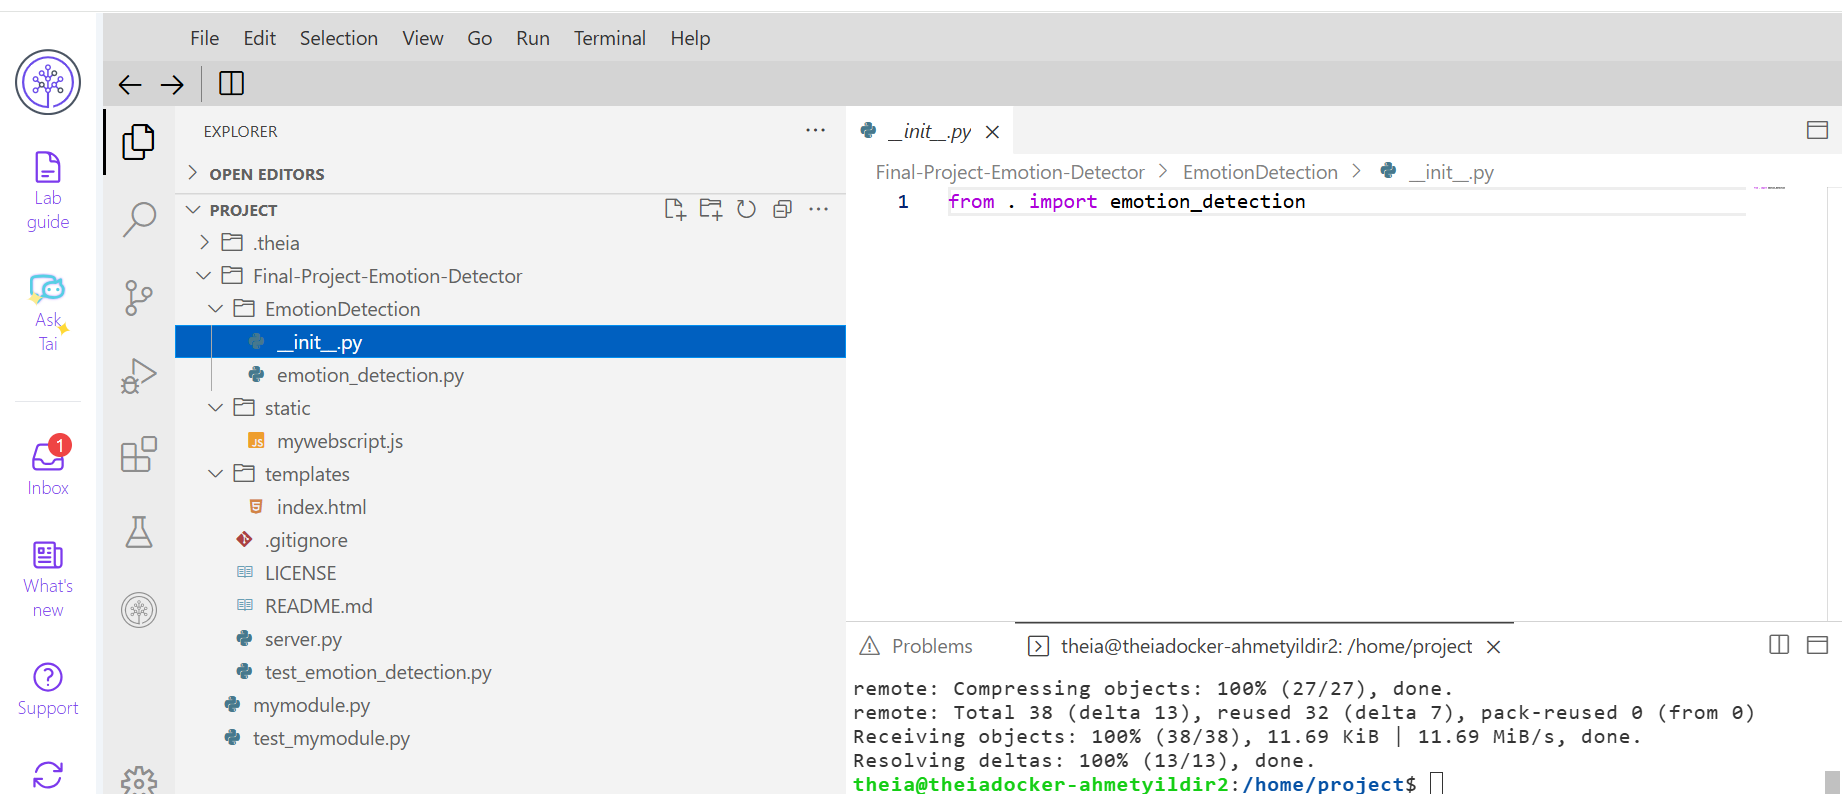 File Edit Selection View Go Run Terminal Help
Lab
guide
Ask
Tai
1
Inbox
What's
new
Support
EXPLORER
OPEN EDITORS
PROJECT
.theia
Final-Project-Emotion-Detector
EmotionDetection
__init__.py
emotion_detection.py
static
JS mywebscript.js
templates
index.html
.gitignore
LICENSE
README.md
server.py
test_emotion_detection.py
mymodule.py
test_mymodule.py
__init__.py
Final-Project-Emotion-Detector > EmotionDetection > __init__.py
1 from . import emotion_detection
Problems theia@theiadocker-ahmetyildir2: /home/project
remote: Compressing objects: 100% (27/27), done.
remote: Total 38 (delta 13), reused 32 (delta 7), pack-reused 0 (from 0)
Receiving objects: 100% (38/38), 11.69 KiB | 11.69 MiB/s, done.
Resolving deltas: 100% (13/13), done.
theia@theiadocker-ahmetyildir2:/home/project$